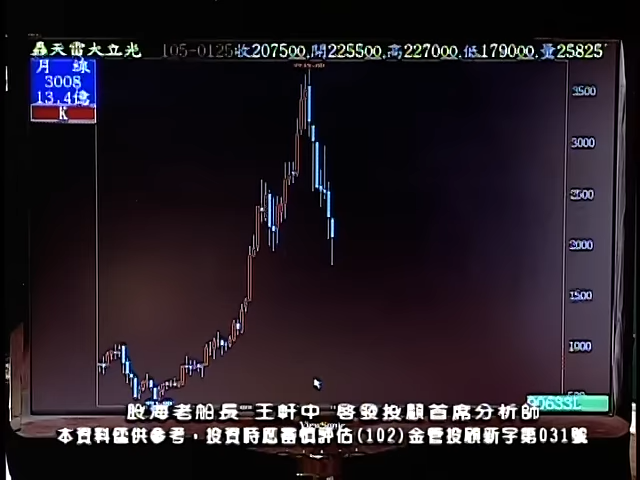 天雷大立光 105-0125收207500,開225500,高227000,低179000,量25825
月 線
3008
13.4億
K
3500
3000
2500
2000
1500
1000
股海老船長"王軒中"啓發投顧首席分析師
ViewSonic
本資料僅供參考，投資時應審慎評估(102)金管投顧新字第031號